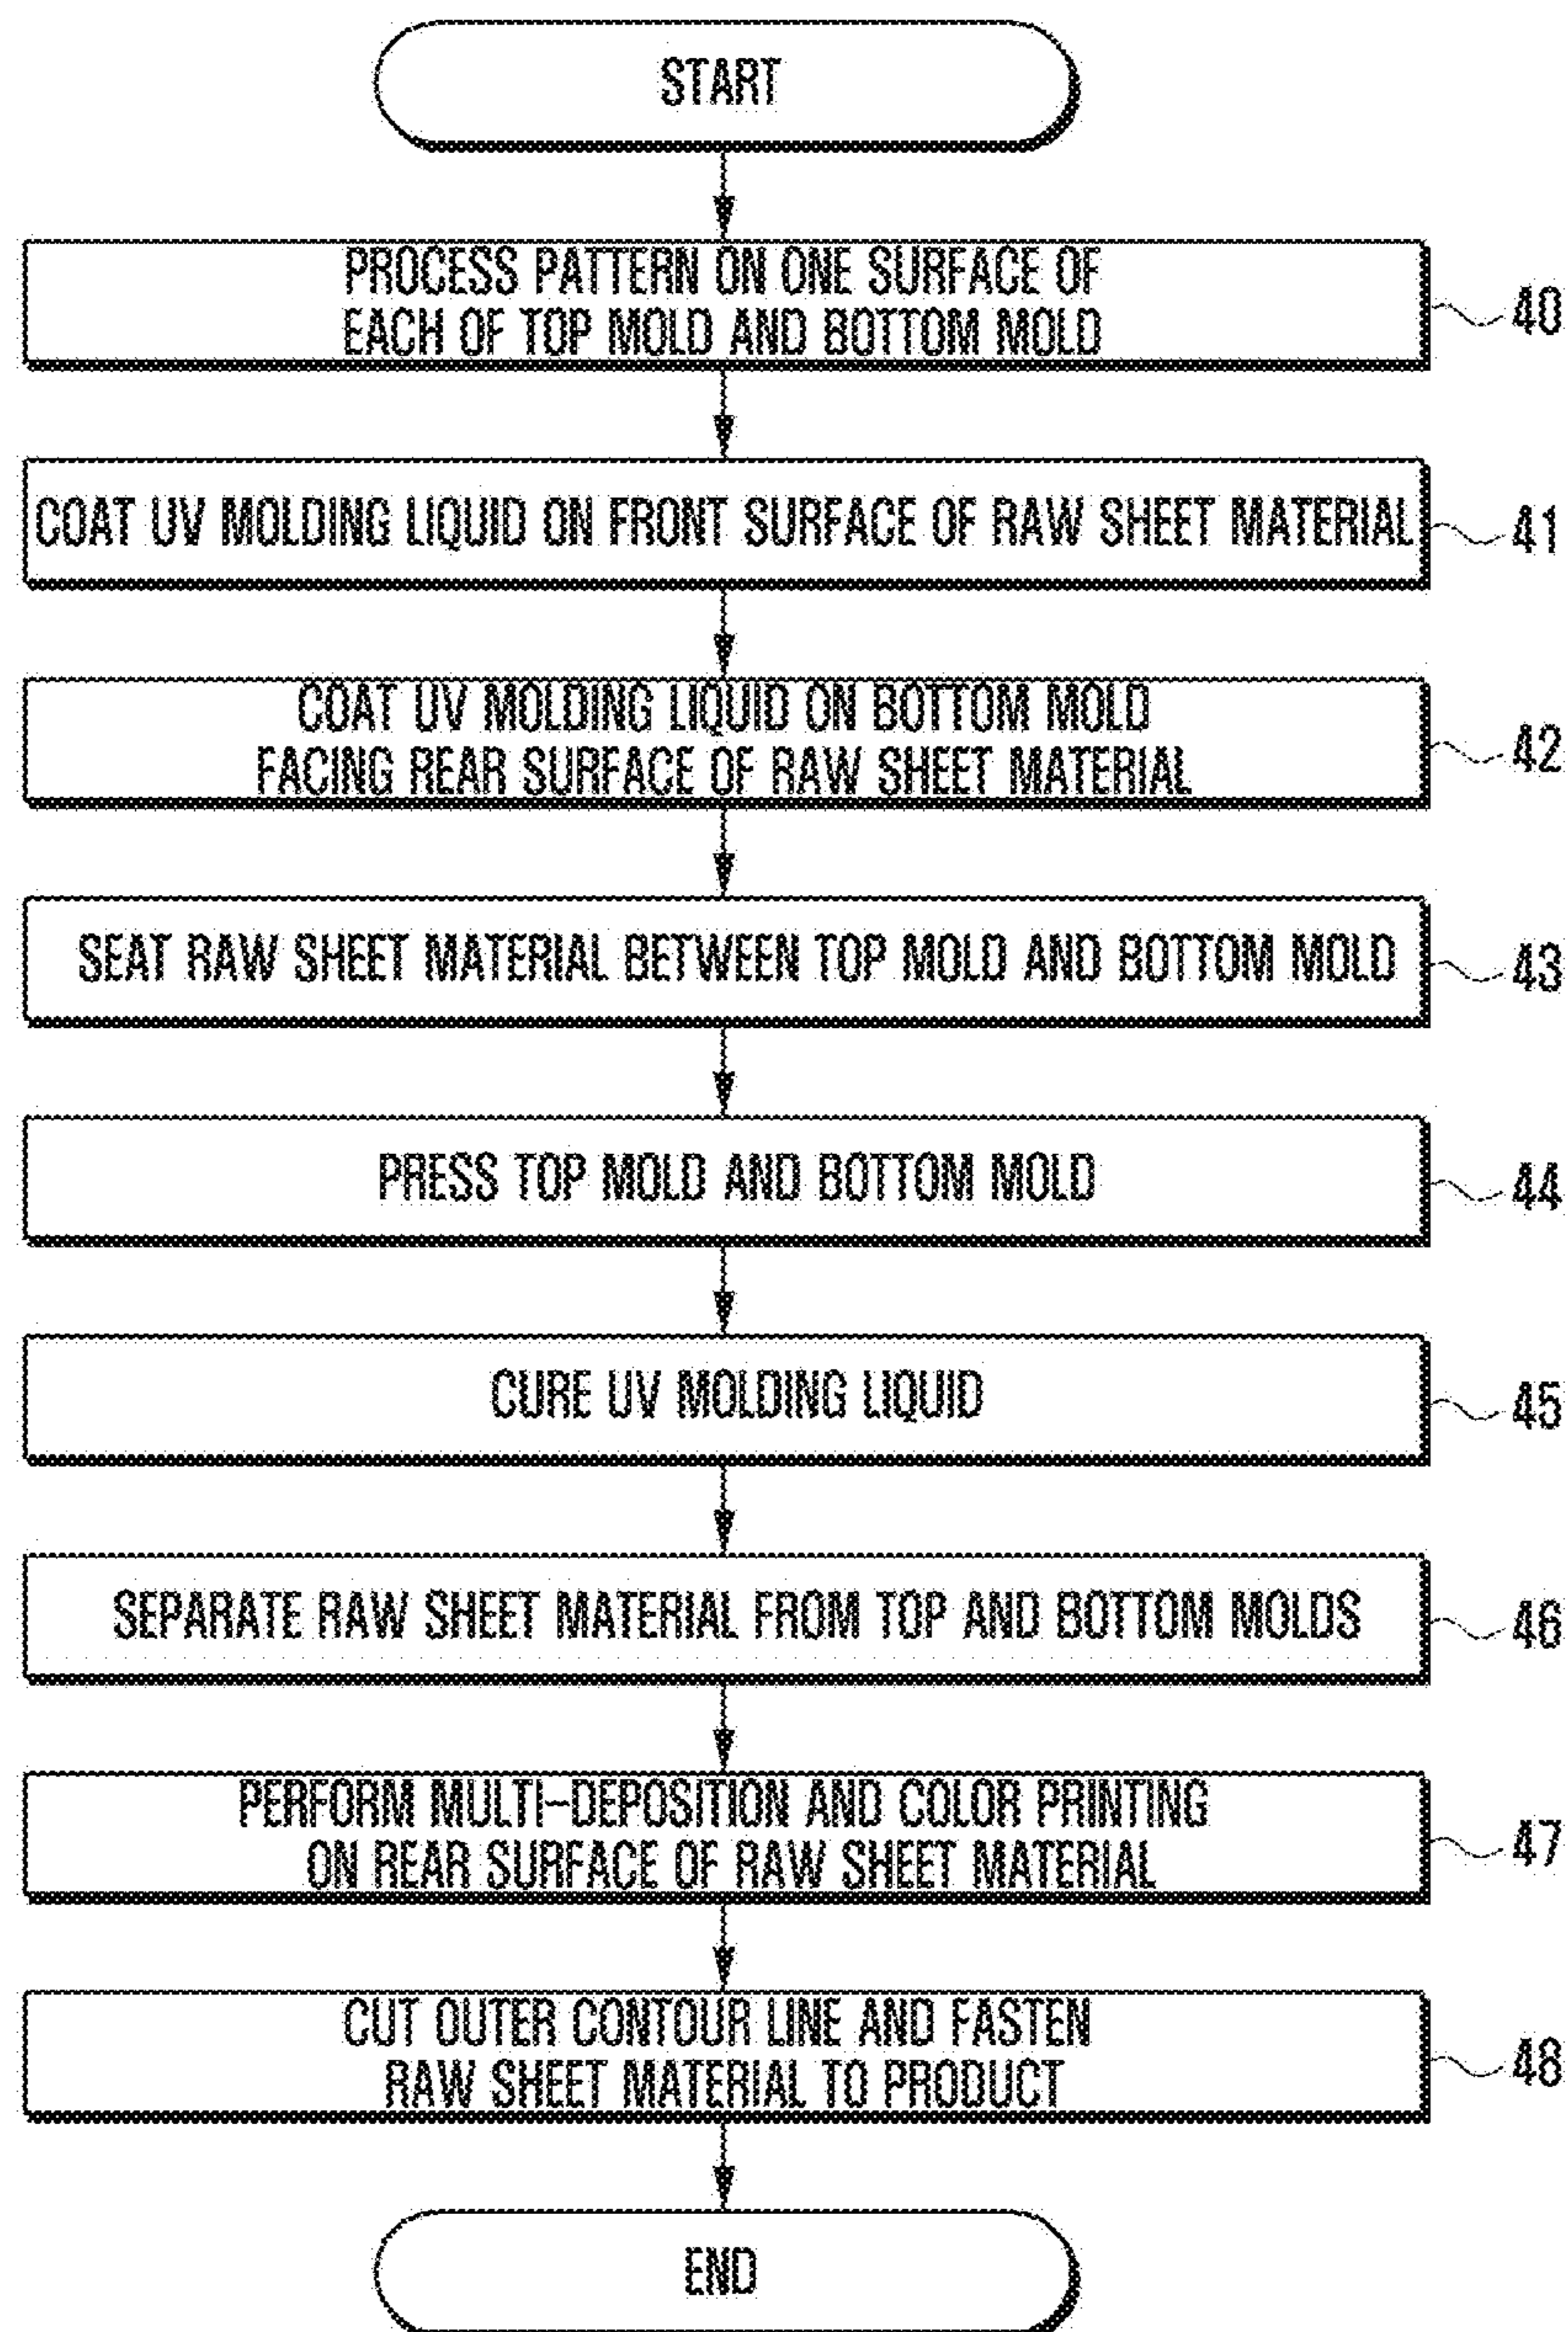 START
PROCESS PATTERN ON ONE SURFACE OF
EACH OF TOP MOLD AND BOTTOM MOLD
40
COAT UV MOLDING LIQUID ON FRONT SURFACE OF RAW SHEET MATERIAL
41
COAT UV MOLDING LIQUID ON BOTTOM MOLD
FACING REAR SURFACE OF RAW SHEET MATERIAL
42
SEAT RAW SHEET MATERIAL BETWEEN TOP MOLD AND BOTTOM MOLD
43
PRESS TOP MOLD AND BOTTOM MOLD
44
CURE UV MOLDING LIQUID
45
SEPARATE RAW SHEET MATERIAL FROM TOP AND BOTTOM MOLDS
46
PERFORM MULTI-DEPOSITION AND COLOR PRINTING
ON REAR SURFACE OF RAW SHEET MATERIAL
47
CUT OUTER CONTOUR LINE AND FASTEN
RAW SHEET MATERIAL TO PRODUCT
48
END